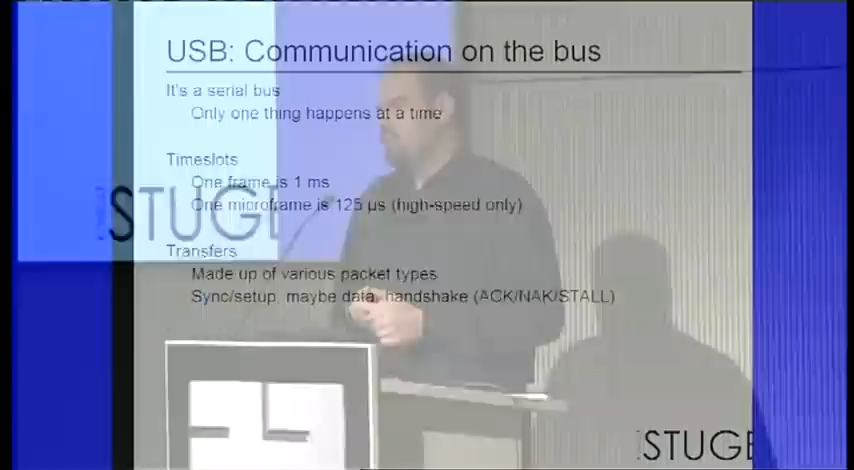 USB: Communication on the bus
It's a serial bus
Only one thing happens at a time
Timeslots
One frame is 1 ms
One microframe is 125 µs (high-speed only)
Transfers
Made up of various packet types
Sync/setup, maybe data, handshake (ACK/NAK/STALL)
STUGE
STUGE